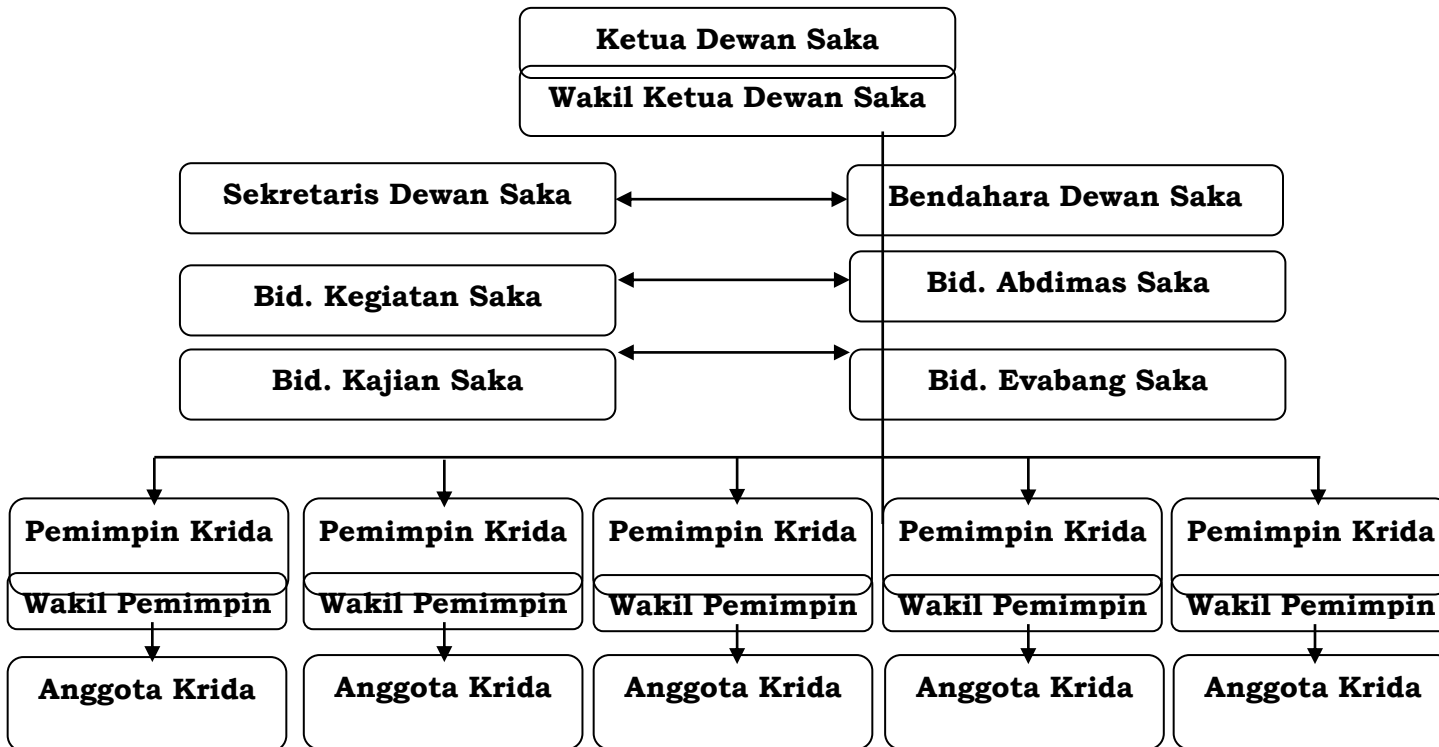 Ketua Dewan Saka
Wakil Ketua Dewan Saka
Sekretaris Dewan Saka
Bendahara Dewan Saka
Bid. Kegiatan Saka
Bid. Abdimas Saka
Bid. Kajian Saka
Bid. Evabang Saka
Pemimpin Krida
Pemimpin Krida
Pemimpin Krida
Pemimpin Krida
Pemimpin Krida
Wakil Pemimpin
Wakil Pemimpin
Wakil Pemimpin
Wakil Pemimpin
Wakil Pemimpin
Anggota Krida
Anggota Krida
Anggota Krida
Anggota Krida
Anggota Krida